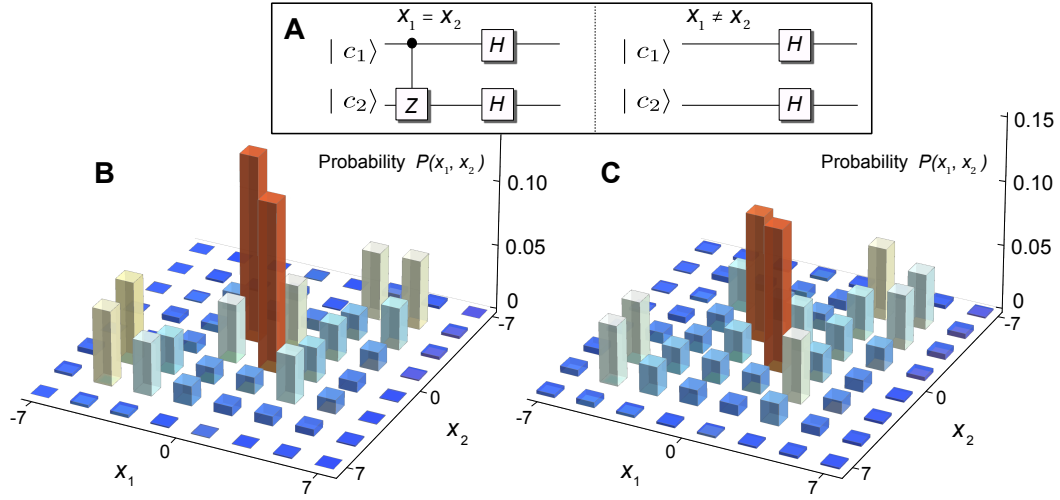 A
x₁ = x₂
x₁ ≠ x₂
| c₁⟩
H
| c₁⟩
H
| c₂⟩
Z
H
| c₂⟩
H
B
Probability P(x₁, x₂)
0.10
0.05
0
-7
0
7
x₁
-7
0
7
x₂
C
Probability P(x₁, x₂)
0.15
0.10
0.05
0
-7
0
7
x₁
-7
0
7
x₂